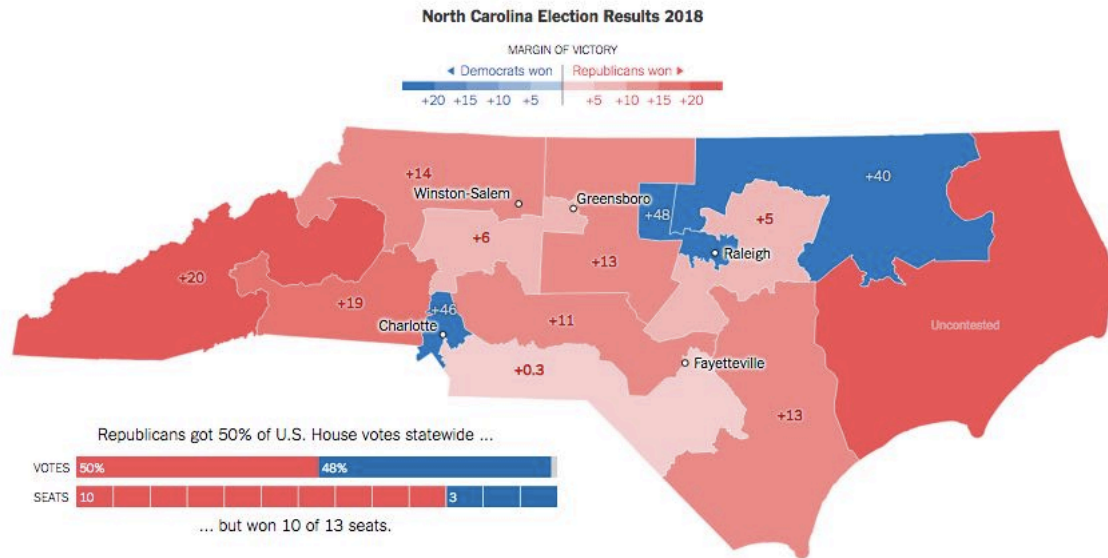 North Carolina Election Results 2018
MARGIN OF VICTORY
◄ Democrats won Republicans won ►
+20 +15 +10 +5 +5 +10 +15 +20
+14
Winston-Salem
Greensboro
+48
+40
+5
+6
Raleigh
+13
+20
+19
+46
Charlotte
+11
Uncontested
+0.3
Fayetteville
+13
Republicans got 50% of U.S. House votes statewide ...
VOTES 50% 48%
SEATS 10 3
... but won 10 of 13 seats.